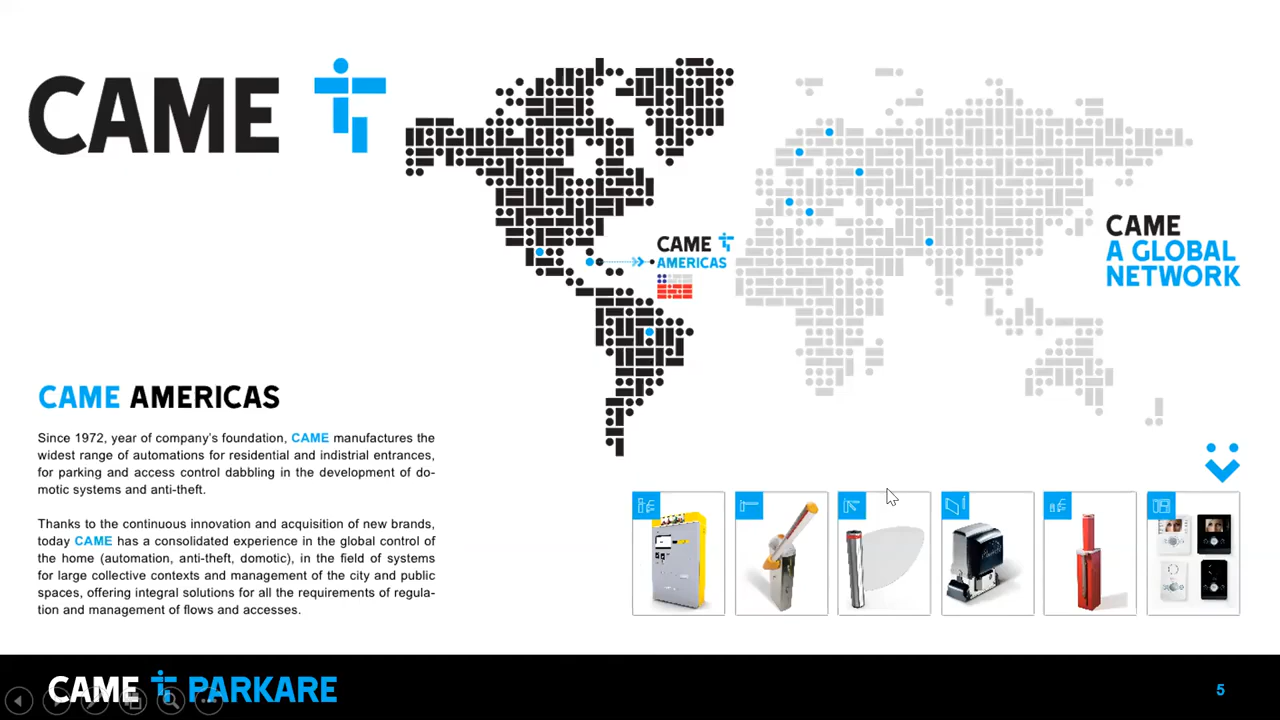 CAME
CAME
AMERICAS
CAME
A GLOBAL
NETWORK
CAME AMERICAS
Since 1972, year of company's foundation, CAME manufactures the
widest range of automations for residential and indistrial entrances,
for parking and access control dabbling in the development of do-
motic systems and anti-theft.
Thanks to the continuous innovation and acquisition of new brands,
today CAME has a consolidated experience in the global control of
the home (automation, anti-theft, domotic), in the field of systems
for large collective contexts and management of the city and public
spaces, offering integral solutions for all the requirements of regula-
tion and management of flows and accesses.
CAME PARKARE
5